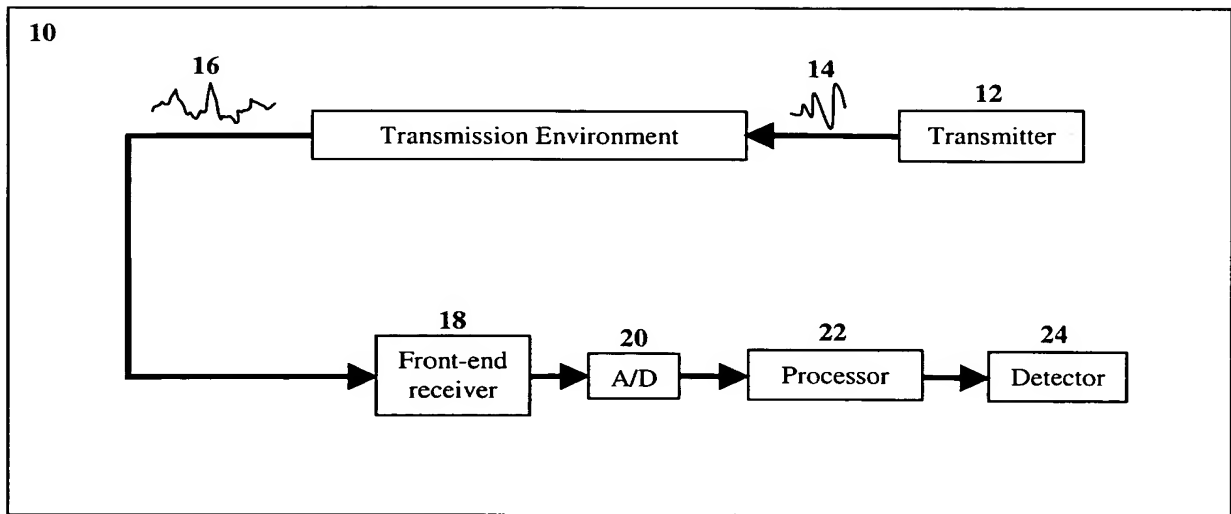 10
16
14
12
Transmission Environment
Transmitter
18
20
22
24
Front-end
receiver
A/D
Processor
Detector